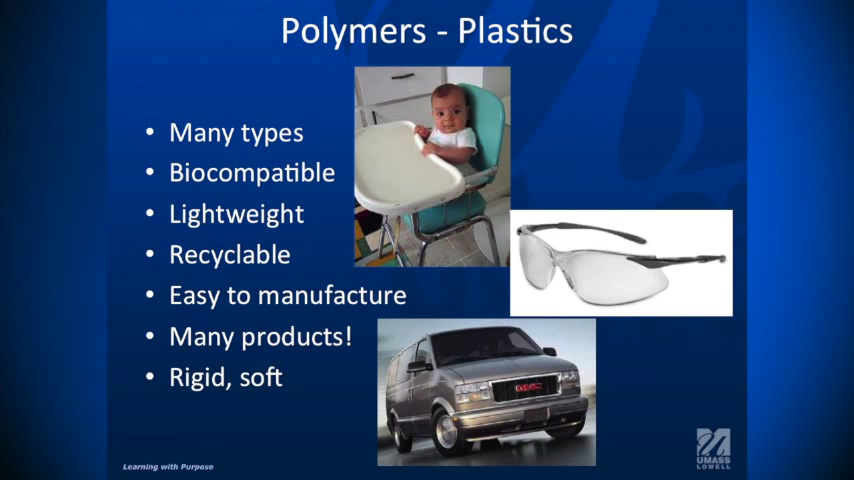 Polymers - Plastics
• Many types
• Biocompatible
• Lightweight
• Recyclable
• Easy to manufacture
• Many products!
• Rigid, soft
GMC
Learning with Purpose
UMASS
LOWELL